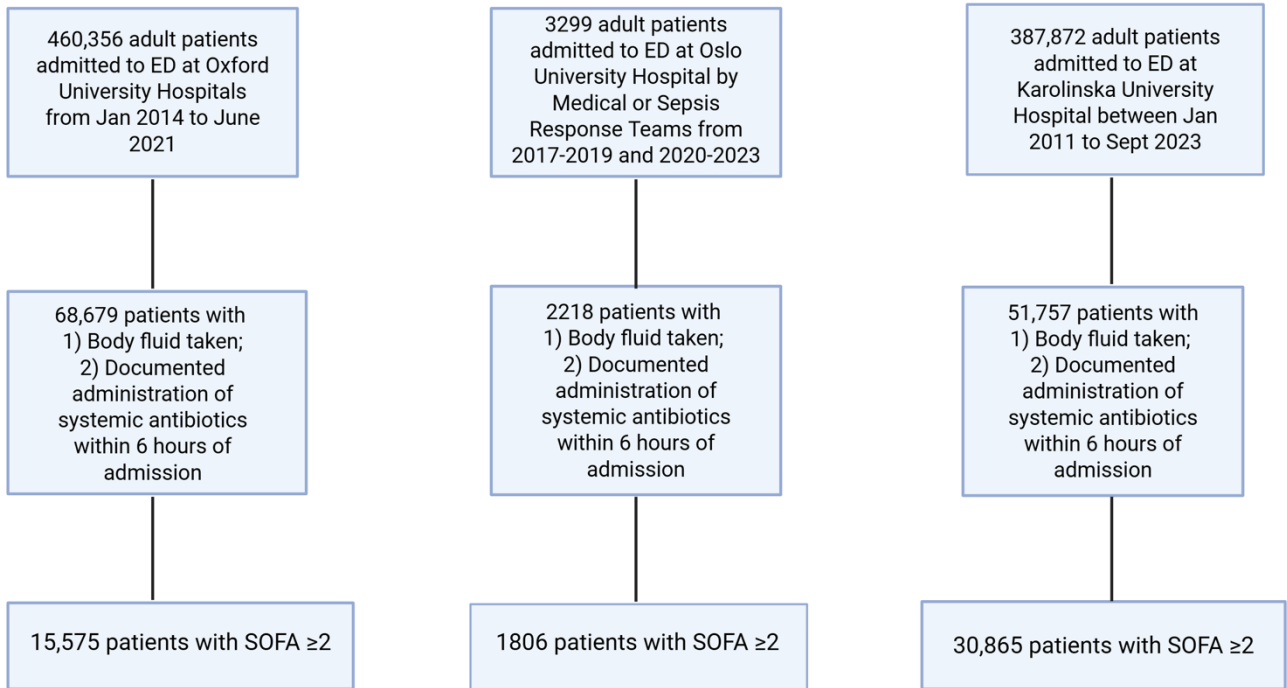 460,356 adult patients
admitted to ED at Oxford
University Hospitals
from Jan 2014 to June
2021
3299 adult patients
admitted to ED at Oslo
University Hospital by
Medical or Sepsis
Response Teams from
2017-2019 and 2020-2023
387,872 adult patients
admitted to ED at
Karolinska University
Hospital between Jan
2011 to Sept 2023
68,679 patients with
1) Body fluid taken;
2) Documented
administration of
systemic antibiotics
within 6 hours of
admission
2218 patients with
1) Body fluid taken;
2) Documented
administration of
systemic antibiotics
within 6 hours of
admission
51,757 patients with
1) Body fluid taken;
2) Documented
administration of
systemic antibiotics
within 6 hours of
admission
15,575 patients with SOFA ≥2
1806 patients with SOFA ≥2
30,865 patients with SOFA ≥2